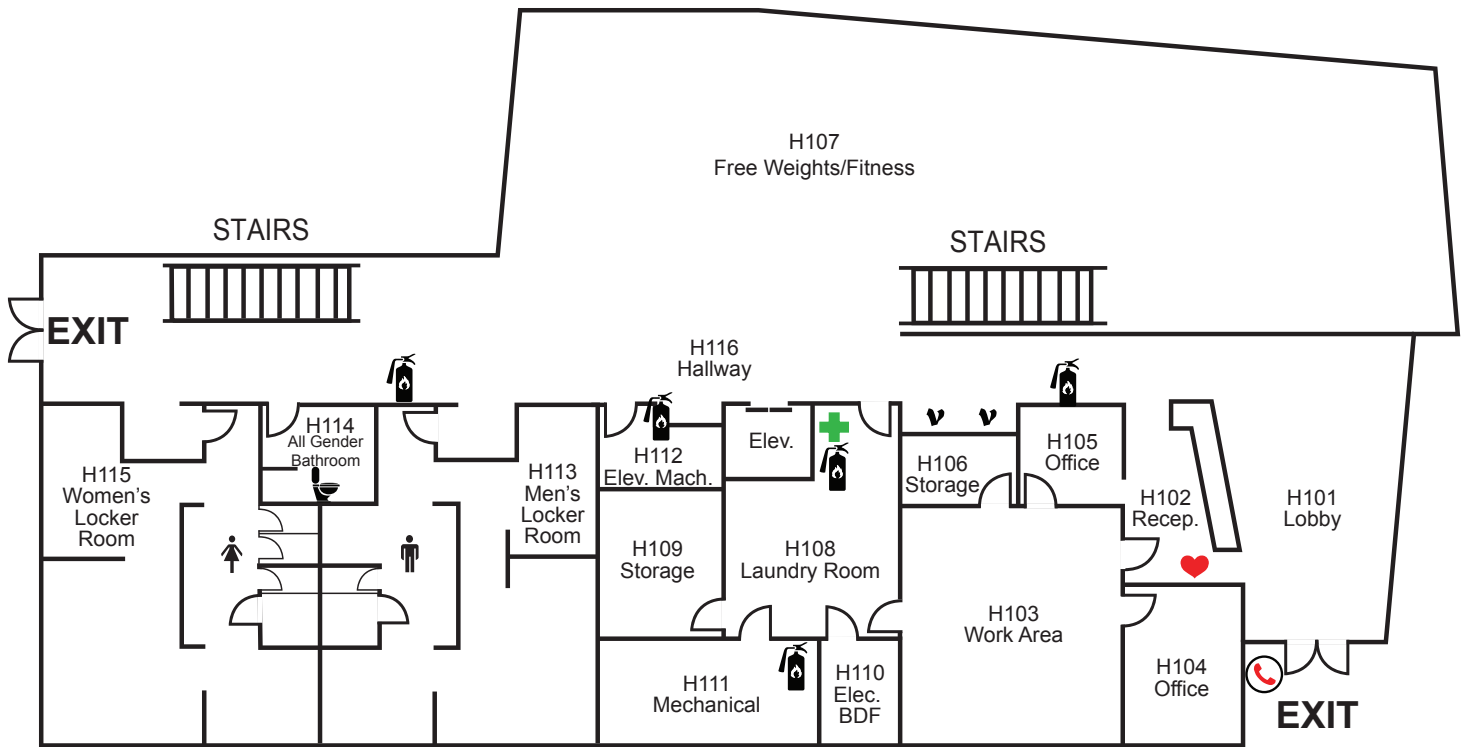 H107
Free Weights/Fitness
STAIRS
STAIRS
EXIT
H116
Hallway
H114
All Gender
Bathroom
H115
Women's
Locker
Room
H113
Men's
Locker
Room
H112
Elev. Mach.
Elev.
H106
Storage
H105
Office
H102
Recep.
H101
Lobby
H109
Storage
H108
Laundry Room
H103
Work Area
H111
Mechanical
H110
Elec.
BDF
H104
Office
EXIT